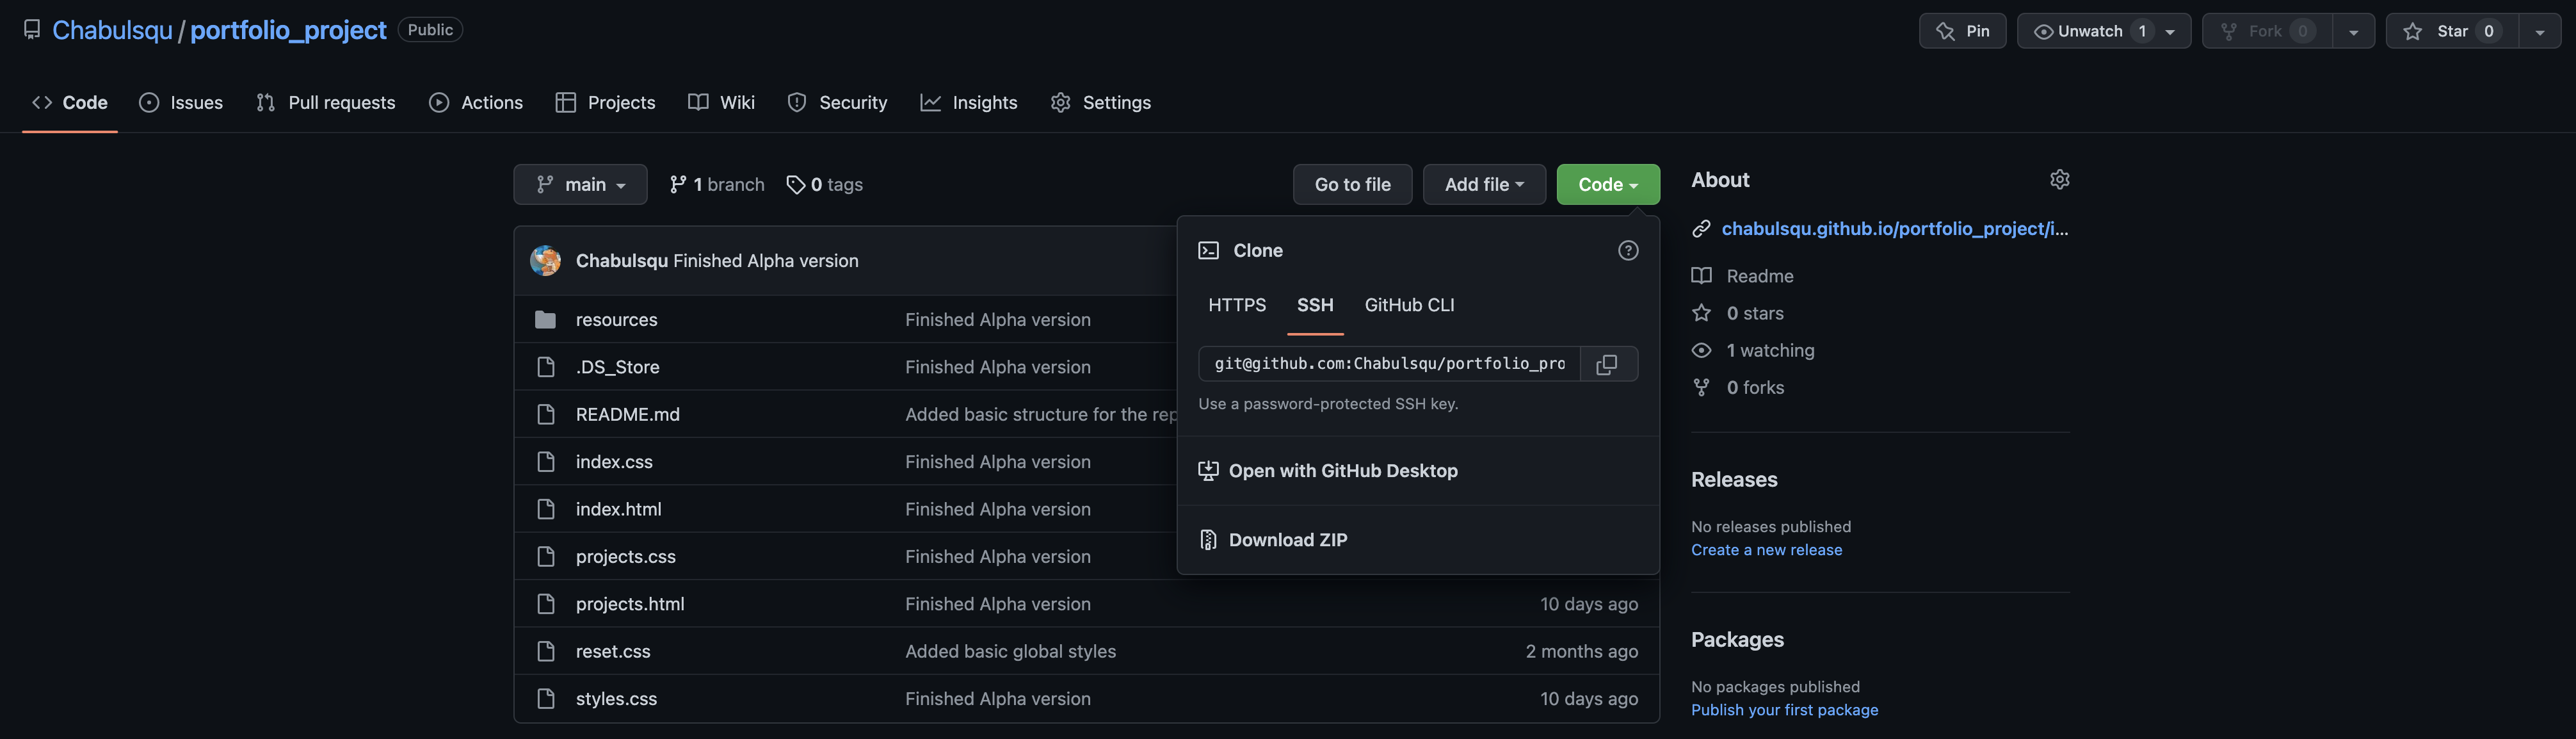 Chabulsqu / portfolio_project Public
Pin Unwatch 1 Fork 0 Star 0
Code Issues Pull requests Actions Projects Wiki Security Insights Settings
main 1 branch 0 tags Go to file Add file Code
Chabulsqu Finished Alpha version
resources Finished Alpha version
.DS_Store Finished Alpha version
README.md Added basic structure for the rep
index.css Finished Alpha version
index.html Finished Alpha version
projects.css Finished Alpha version
projects.html Finished Alpha version 10 days ago
reset.css Added basic global styles 2 months ago
styles.css Finished Alpha version 10 days ago
Clone
HTTPS SSH GitHub CLI
git@github.com:Chabulsqu/portfolio_pro
Use a password-protected SSH key.
Open with GitHub Desktop
Download ZIP
About
chabulsqu.github.io/portfolio_project/i...
Readme
0 stars
1 watching
0 forks
Releases
No releases published
Create a new release
Packages
No packages published
Publish your first package